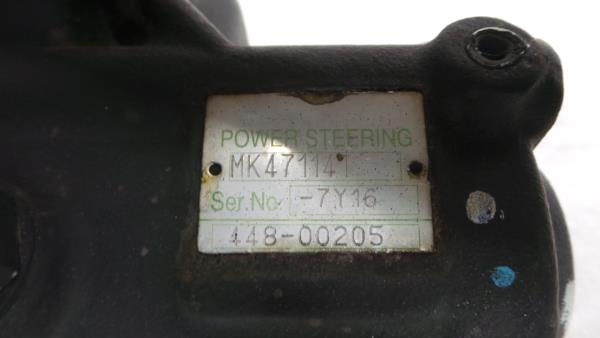 POWER STEERING
MK471141
Ser.No. -7Y16
448-00205